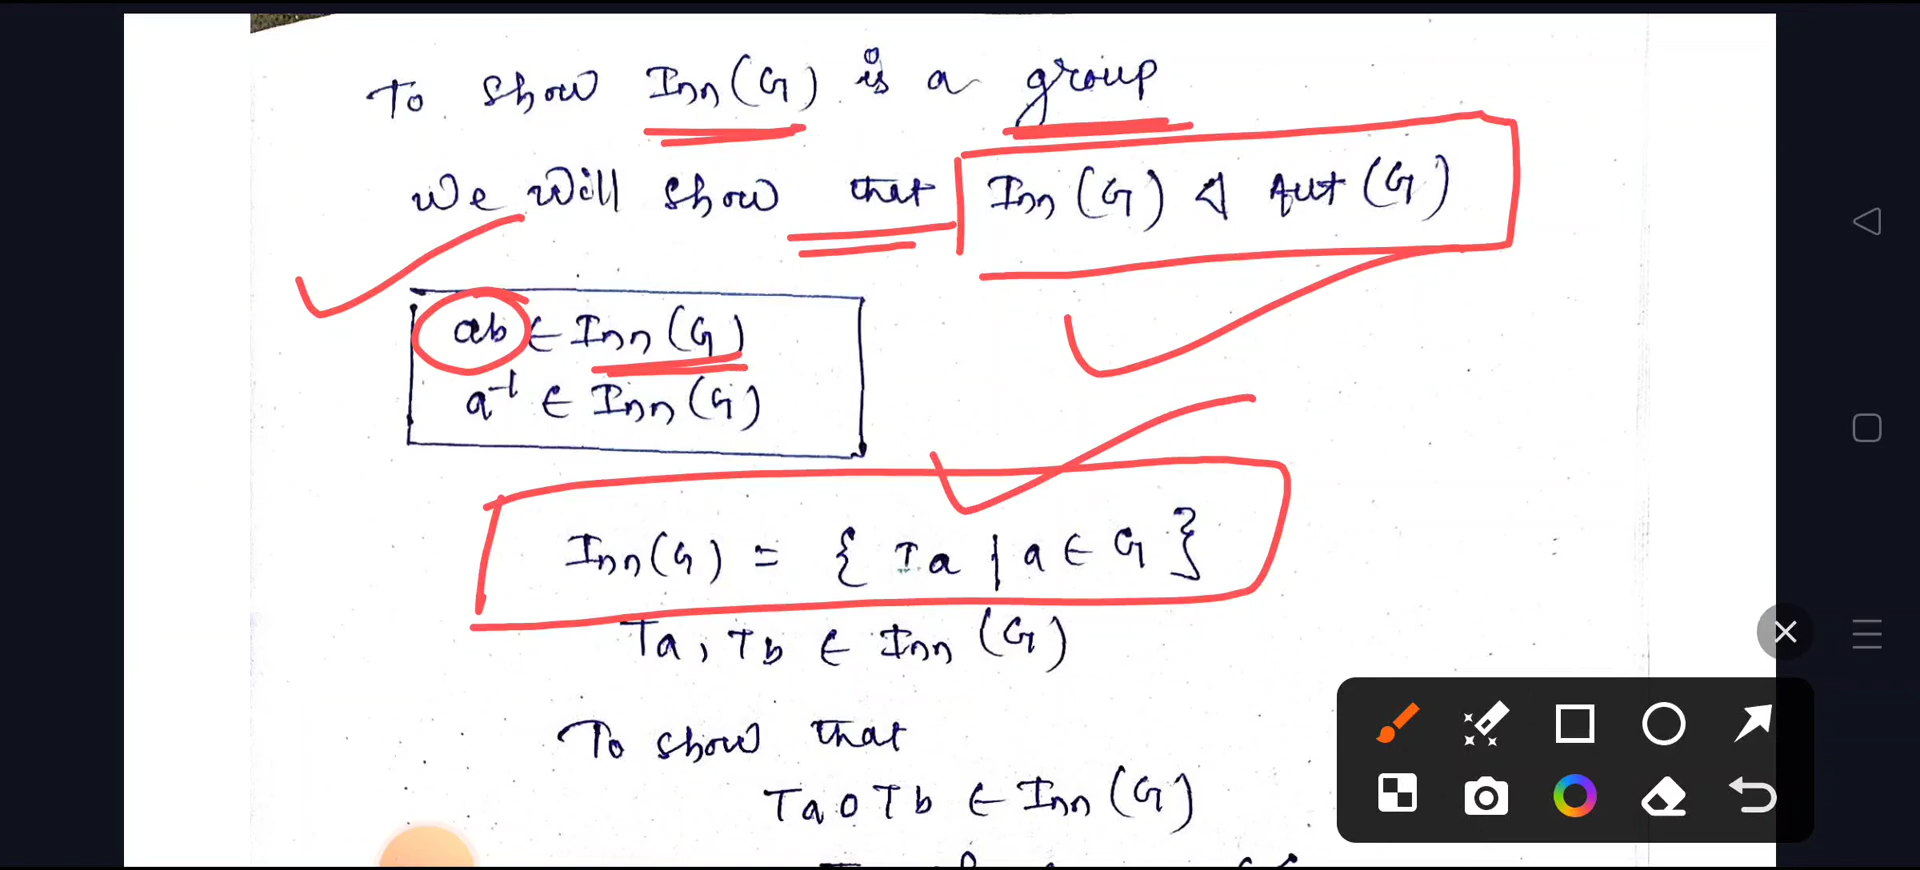 To show Inn(G) is a group
We will show that Inn(G) ⊲ Aut(G)
ab ∈ Inn(G)
a⁻¹ ∈ Inn(G)
Inn(G) = { Ia | a ∈ G }
Ta, Tb ∈ Inn(G)
To show that
Ta o Tb ∈ Inn(G)